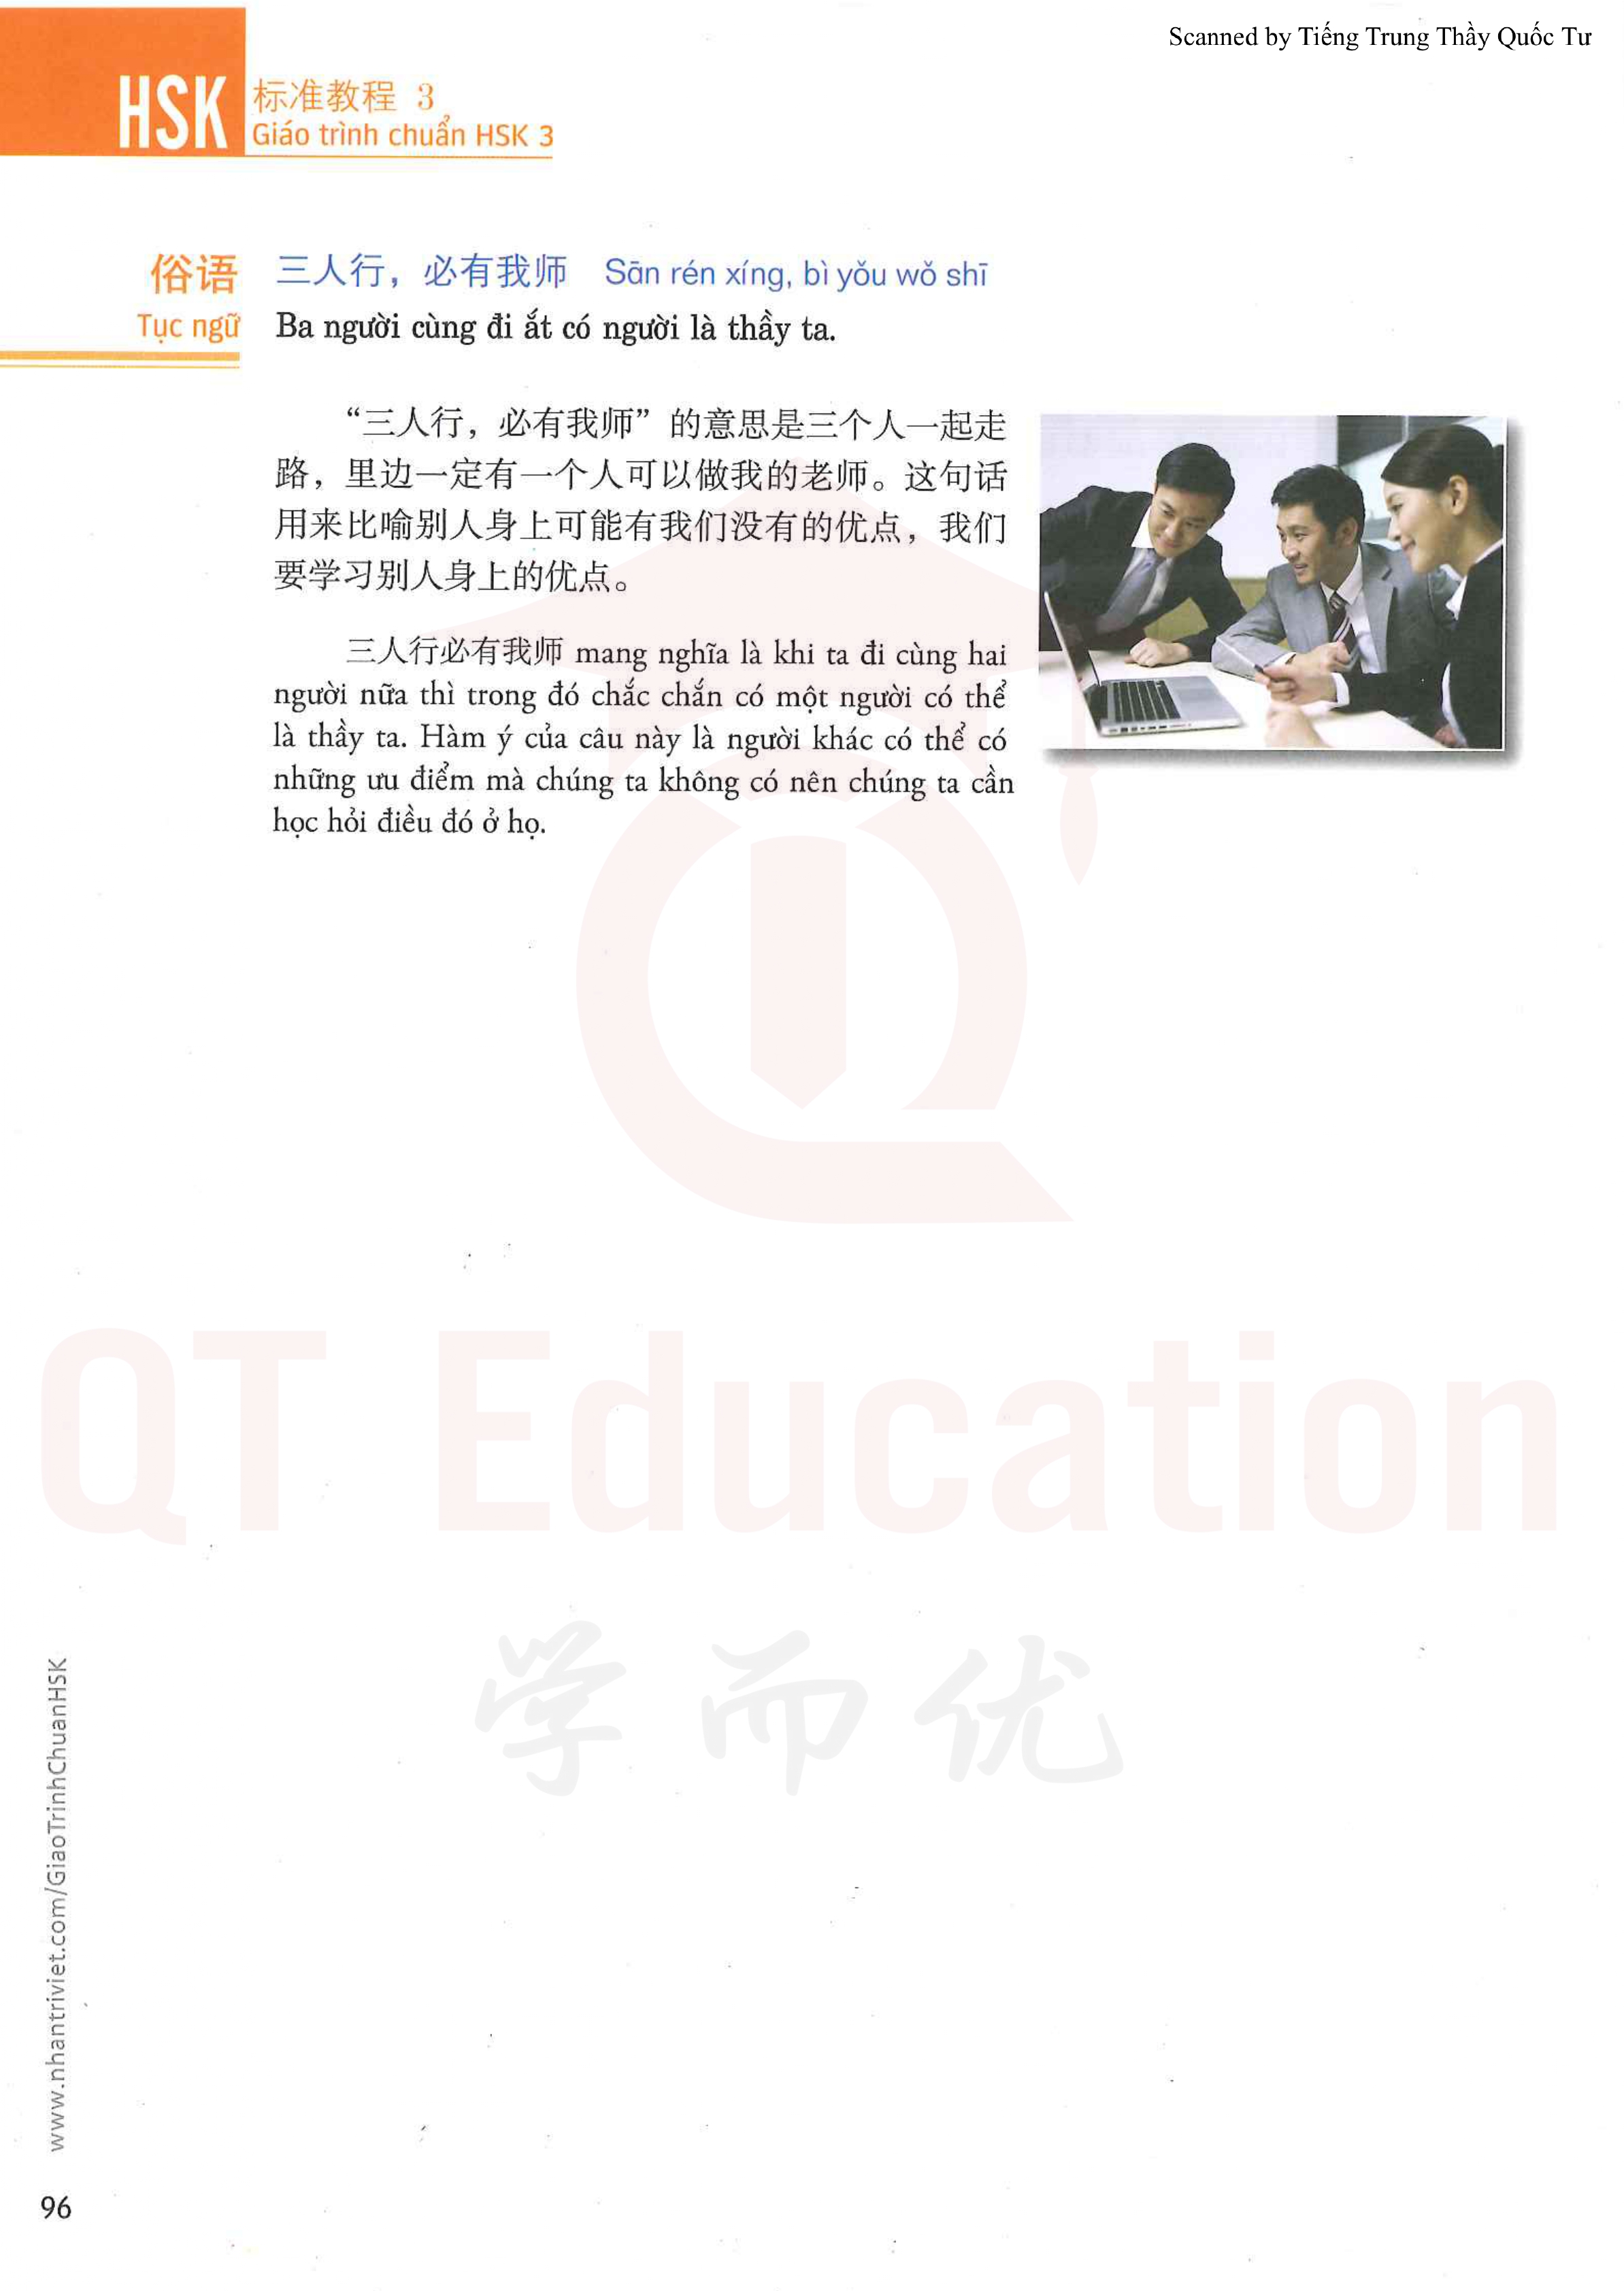 Scanned by Tiếng Trung Thầy Quốc Tư
HSK
标准教程 3
Giáo trình chuẩn HSK 3
俗语
三人行，必有我师 Sān rén xíng, bì yǒu wǒ shī
Tục ngữ
Ba người cùng đi ắt có người là thầy ta.
“三人行，必有我师”的意思是三个人一起走
路，里边一定有一个人可以做我的老师。这句话
用来比喻别人身上可能有我们没有的优点，我们
要学习别人身上的优点。
三人行必有我师 mang nghĩa là khi ta đi cùng hai
người nữa thì trong đó chắc chắn có một người có thể
là thầy ta. Hàm ý của câu này là người khác có thể có
những ưu điểm mà chúng ta không có nên chúng ta cần
học hỏi điều đó ở họ.
QT Education
学而优
www.nhantriviet.com/GiaoTrinhChuanHSK
96